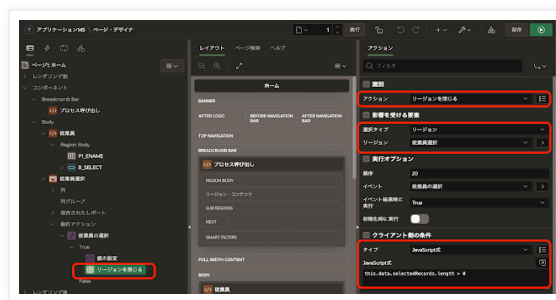 アプリケーション145 \ ページ・デザイナ
1
実行
保存
ページ1: ホーム
レンダリング前
コンポーネント
Breadcrumb Bar
プロセス呼び出し
Body
従業員
Region Body
P1_ENAME
B_SELECT
従業員選択
列
列グループ
保存されたレポート
動的アクション
従業員の選択
True
値の設定
リージョンを閉じる
False
レンダリング後
レイアウト ページ検索 ヘルプ
ホーム
BANNER
AFTER LOGO
BEFORE NAVIGATION BAR
AFTER NAVIGATION BAR
TOP NAVIGATION
BREADCRUMB BAR
プロセス呼び出し
REGION BODY
リージョン・コンテンツ
SUB REGIONS
NEXT
SMART FILTERS
FULL WIDTH CONTENT
BODY
従業員
アクション
フィルタ
識別
アクション リージョンを閉じる
影響を受ける要素
選択タイプ リージョン
リージョン 従業員選択
実行オプション
順序 20
イベント 従業員の選択
イベント結果時に実行 True
初期化時に実行
クライアント側の条件
タイプ JavaScript式
JavaScript式
this.data.selectedRecords.length > 0